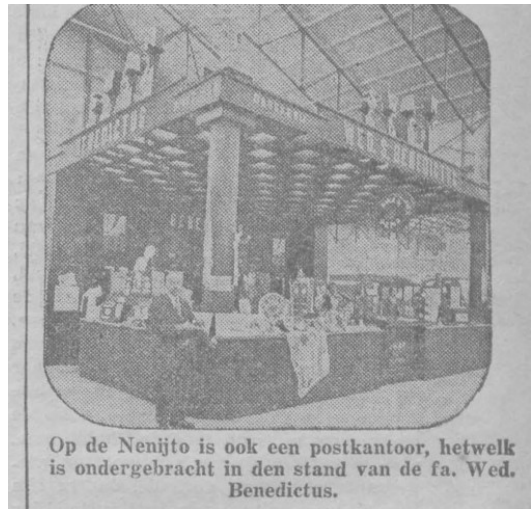 Op de Nenijto is ook een postkantoor, hetwelk
is ondergebracht in den stand van de fa. Wed.
Benedictus.